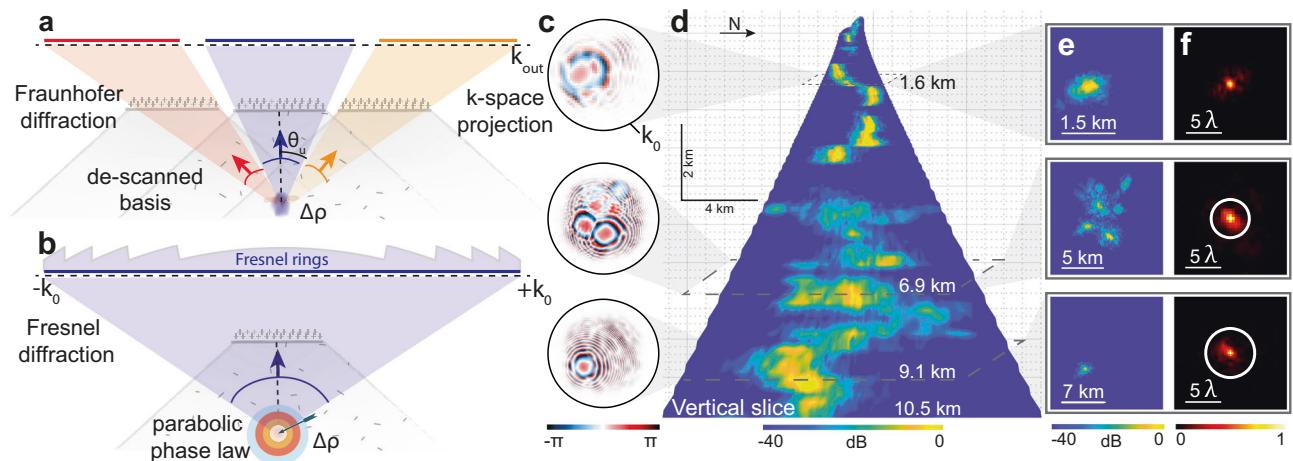 a
k_out
Fraunhofer
diffraction
k-space
projection
θ_u
de-scanned
basis
Δρ
b
Fresnel rings
-k_0
+k_0
Fresnel
diffraction
parabolic
phase law
Δρ
c
k_0
-π
π
d
N
1.6 km
2 km
4 km
6.9 km
9.1 km
10.5 km
Vertical slice
-40
dB
0
e
1.5 km
5 km
7 km
-40
dB
0
f
5 λ
5 λ
5 λ
0
1